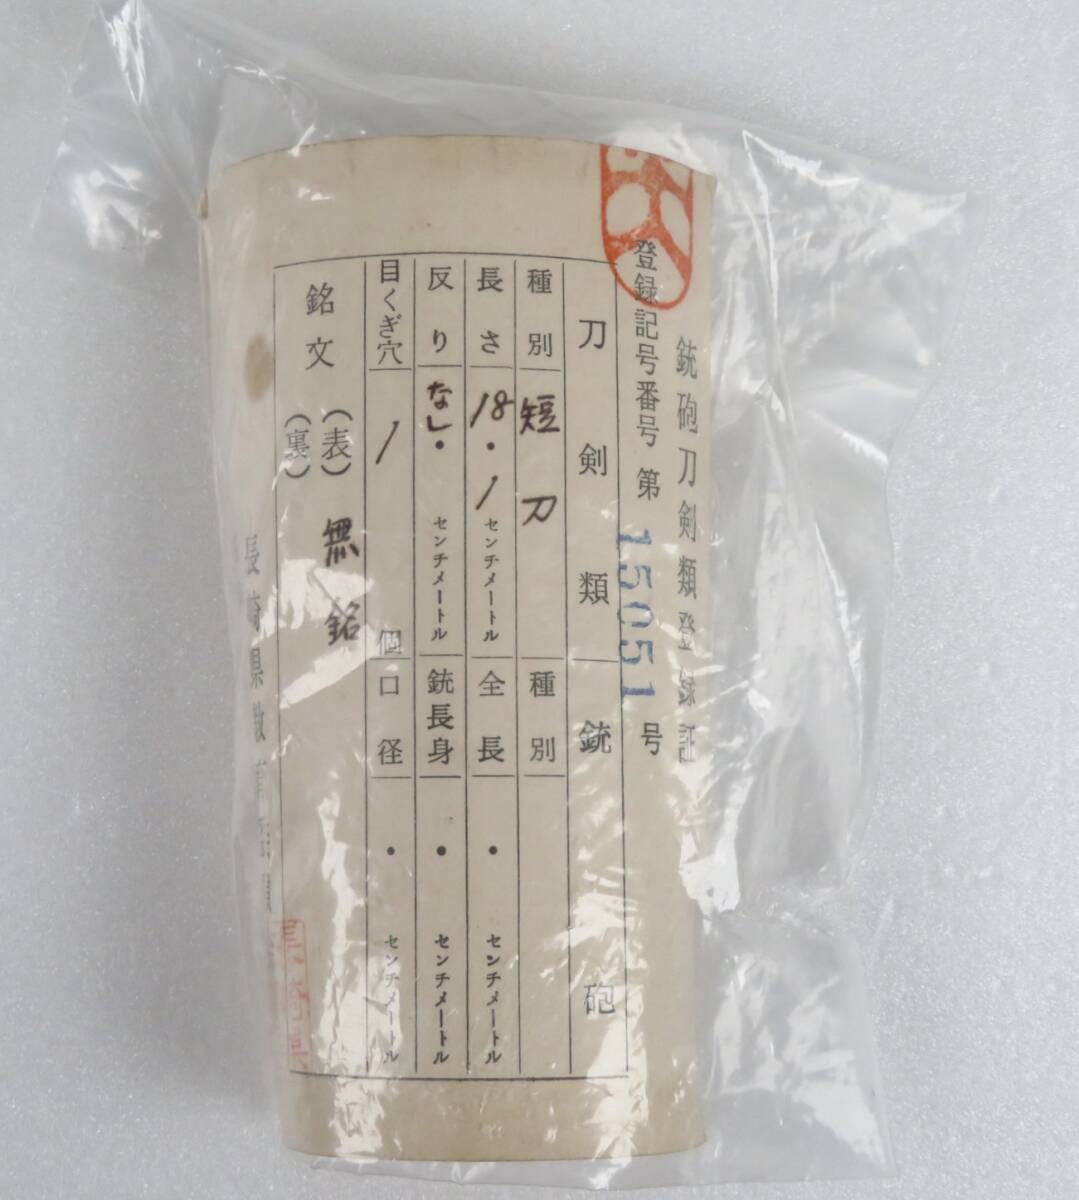 銃砲刀剣類登録証
登録記号番号 第 15051 号
刀剣類
銃砲
種別 短刀
種別
長さ 18.1 センチメートル
全長 ・ センチメートル
反り なし・ センチメートル
銃長身 ・ センチメートル
目くぎ穴 1 個
口径 ・ センチメートル
銘文 (表) 無銘
(裏)
長崎県教育委員